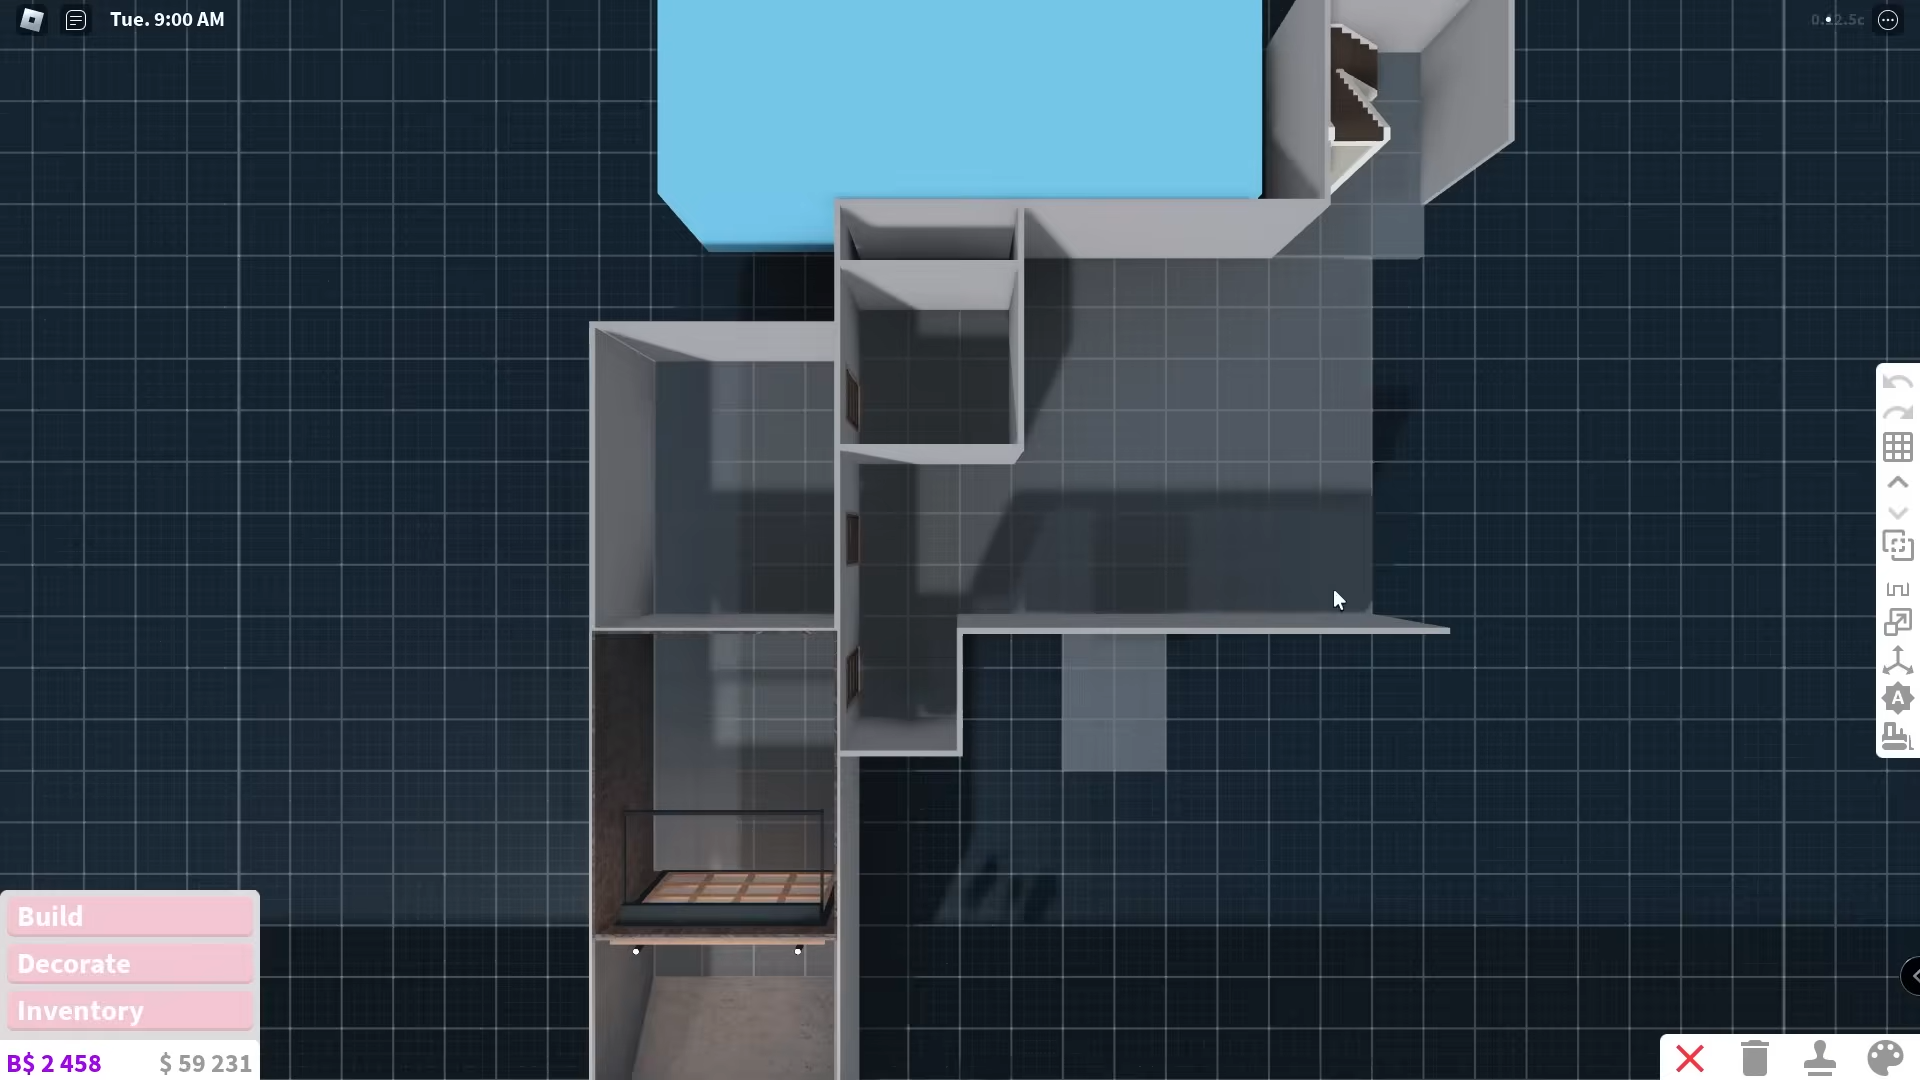 Tue. 9:00 AM
Build
Decorate
Inventory
B$ 2 458
$ 59 231
A